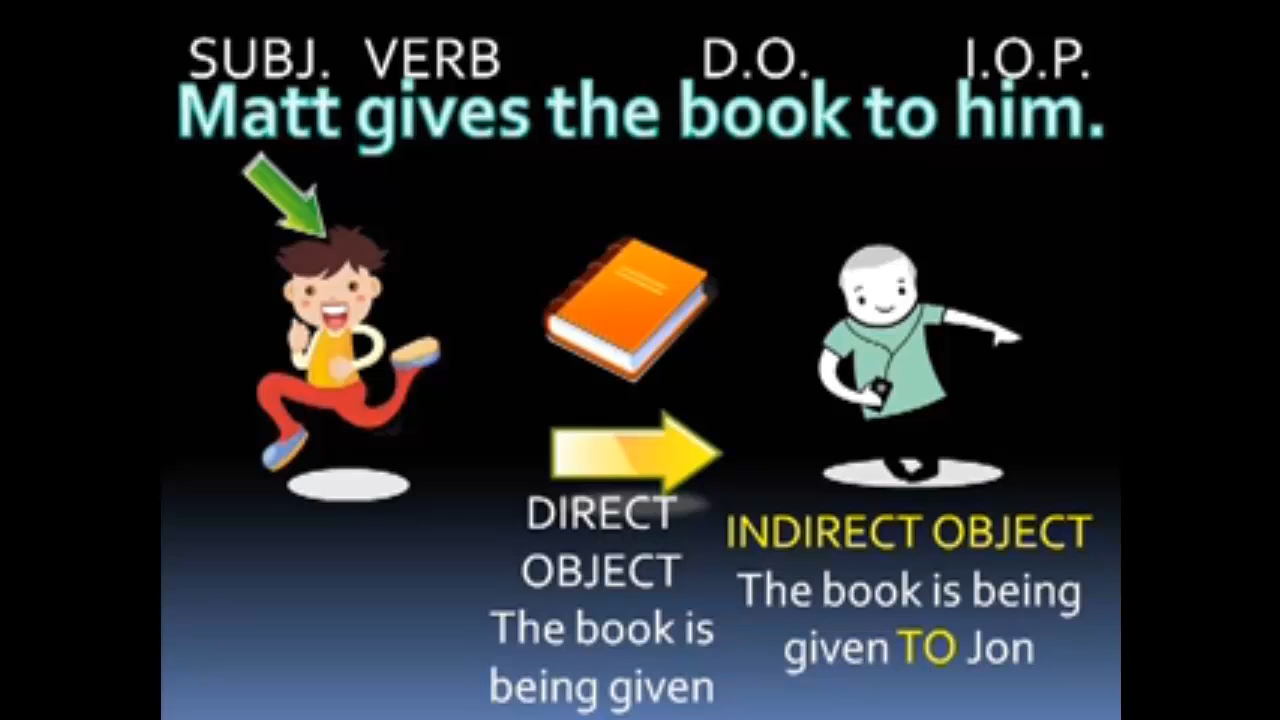 SUBJ. VERB D.O. I.O.P.
Matt gives the book to him.
DIRECT
OBJECT
The book is
being given
INDIRECT OBJECT
The book is being
given TO Jon